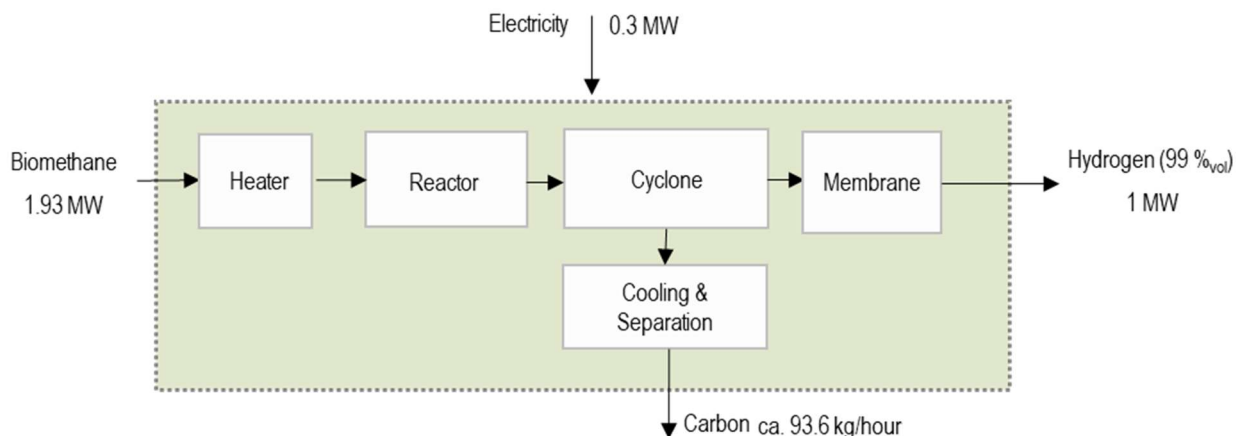 Electricity 0.3 MW
Biomethane
1.93 MW
Heater
Reactor
Cyclone
Membrane
Hydrogen (99 %vol)
1 MW
Cooling &
Separation
Carbon ca. 93.6 kg/hour